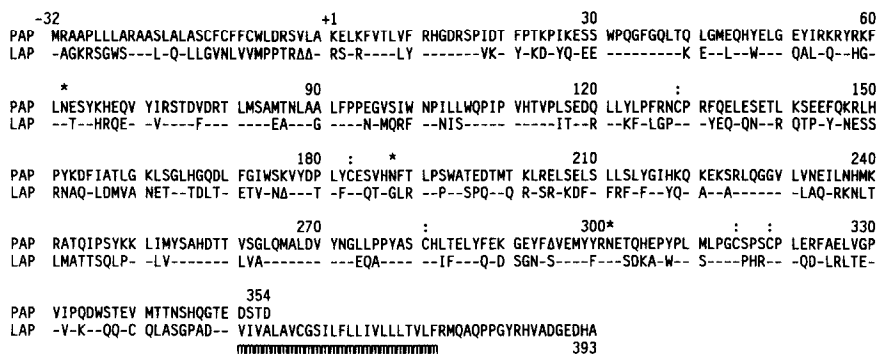 -32 +1 30 60
PAP MRAAPLLLARAASLALASCFCFFCWLDRSVLA KELKFVTLVF RHGDRSPIDT FPTKPIKESS WPQGFGQLTQ LGMEQHYELG EYIRKRYRKF
LAP -AGKRSGWS---L-Q-LLGVNLVVMPPTRΔΔ- RS-R----LY ------VK- Y-KD-YQ-EE ---------K E--L--W--- QAL-Q--HG-
* 90 120 : 150
PAP LNESYKHEQV YIRSTDVDRT LMSAMTNLAA LFPPEGVSIW NPILLWQPIP VHTVPLSEDQ LLYLPFRNCP RFQELESETL KSEEFQKRLH
LAP --T--HRQE- -V----F--- -----EA--G ---N-MQRF --NIS----- ------IT--R --KF-LGP-- --YEQ-QN--R QTP-Y-NESS
180 : * 210 240
PAP PYKDFIATLG KLSGLHGQDL FGIWSKVYDP LYCESVHNFT LPSWATEDTM TKLRELSELS LLSLYGIHKQ KEKSRLQGGV LVNEILNHMK
LAP RNAQ-LDMVA NET--TDLT- ETV-NΔ---T -F--QT-GLR --P--SPQ--Q R-SR-KDF- -FRF-F--YQ- A--A------ --LAQ-RKNLT
270 : 300* : : 330
PAP RATQIPSYKK LIMYSAHDTT VSGLQMALDV YNGLLPPYAS CHLTELYFEK GEYFΔVEMYYRNETQHEPYPL MLPGCSPSCP LERFAELVGP
LAP LMATTSQLP- -LV------- -LVA------ ---EQA---- --IF---Q-D SGN-S-----F---SDKA-W-- S-----PHR-- --QD-LRLTE-
354
PAP VIPQDWSTEV MTTNSHQGTE DSTD
LAP -V-K--QQ-C QLASGPAD-- VIVALAVCGSILFLLIVLLLTVLFRMQAQPPGYRHVADGEDHA
393